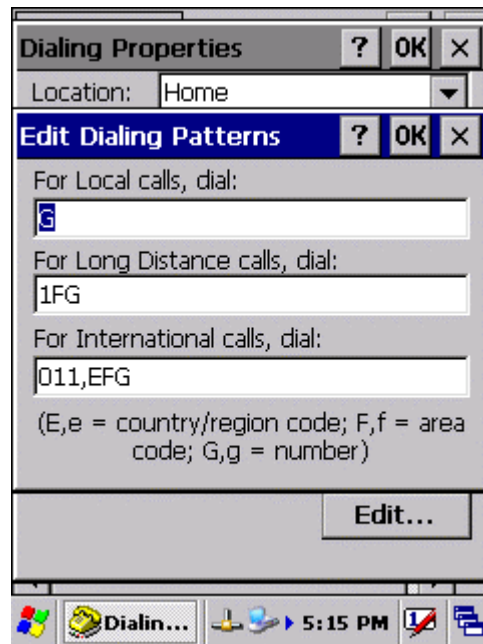 Dialing Properties ? OK ×
Location: Home
Edit Dialing Patterns ? OK ×
For Local calls, dial:
G
For Long Distance calls, dial:
1FG
For International calls, dial:
011,EFG
(E,e = country/region code; F,f = area
code; G,g = number)
Edit...
Dialin... 5:15 PM 1